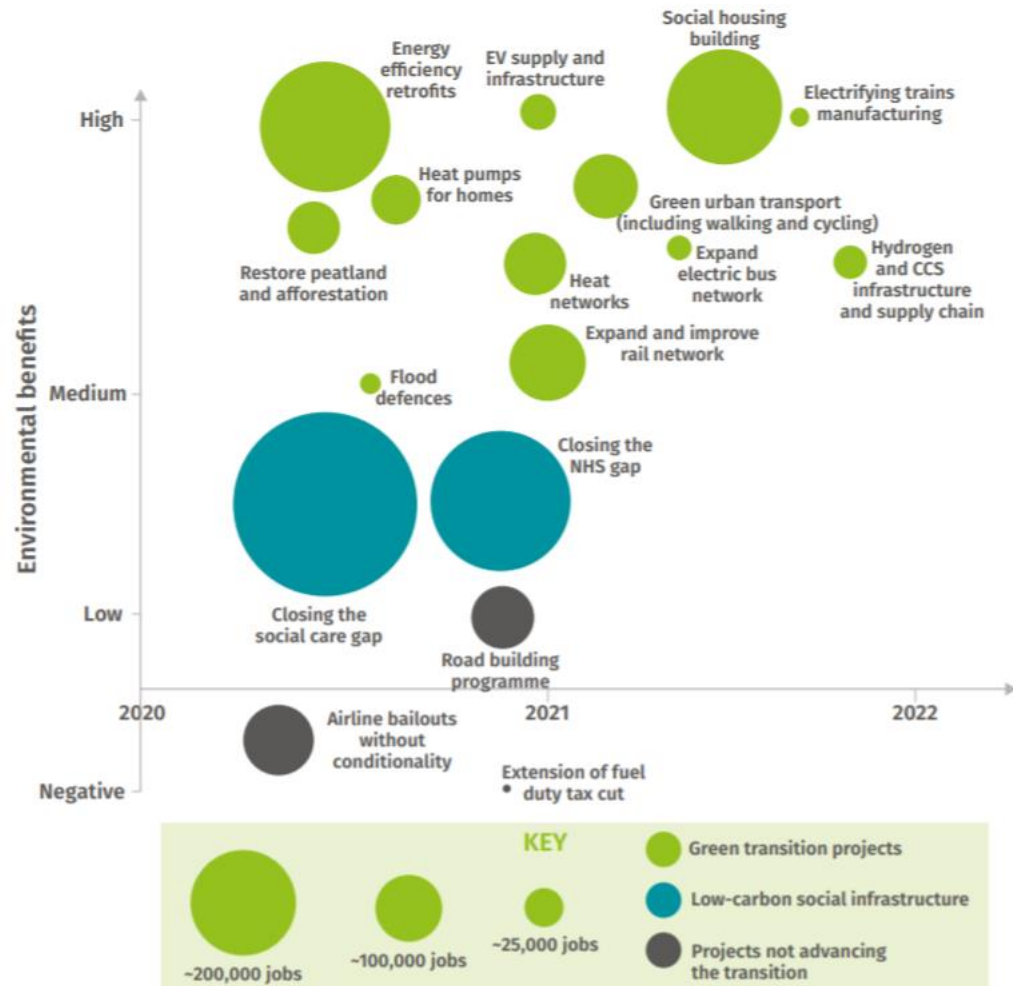 Social housing
building
Energy
efficiency
retrofits
EV supply and
infrastructure
Electrifying trains
manufacturing
High
Heat pumps
for homes
Green urban transport
(including walking and cycling)
Restore peatland
and afforestation
Heat
networks
Expand
electric bus
network
Hydrogen
and CCS
infrastructure
and supply chain
Expand and improve
rail network
Environmental benefits
Medium
Flood
defences
Closing the
NHS gap
Low
Closing the
social care gap
Road building
programme
2020
2021
2022
Airline bailouts
without
conditionality
Negative
Extension of fuel
duty tax cut
KEY
~200,000 jobs
~100,000 jobs
~25,000 jobs
Green transition projects
Low-carbon social infrastructure
Projects not advancing
the transition